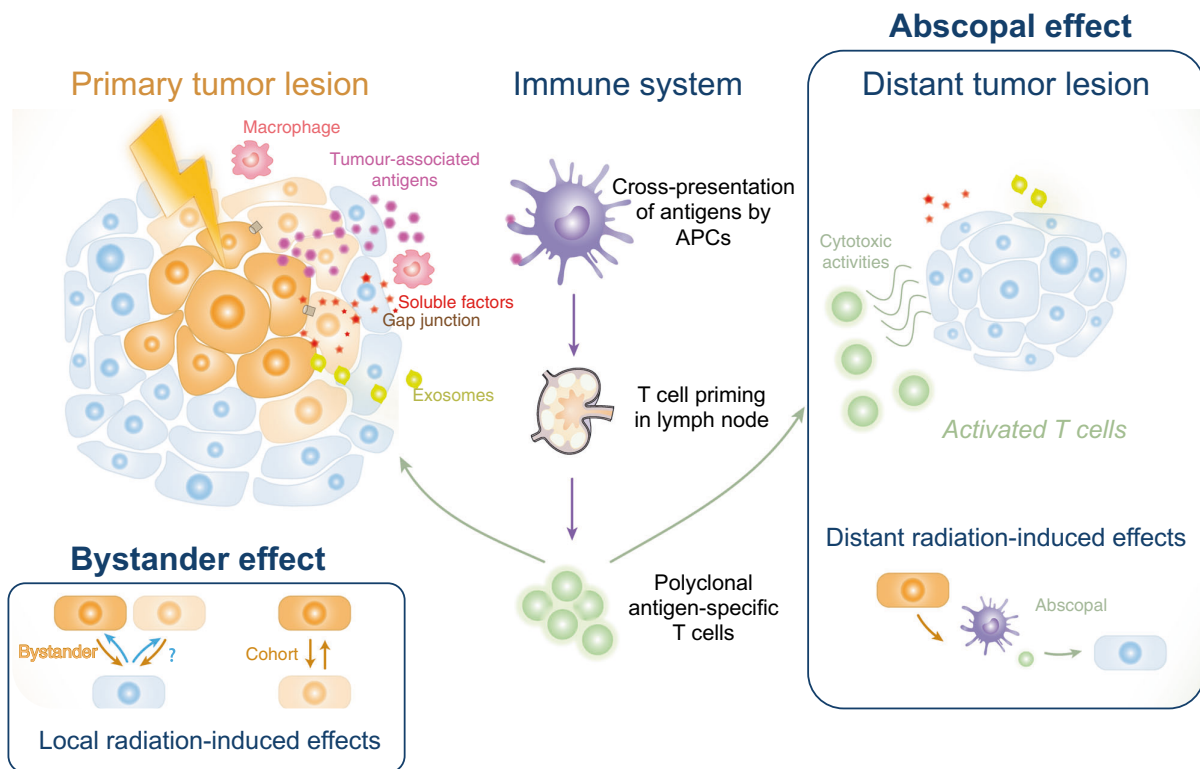 Abscopal effect
Primary tumor lesion
Immune system
Distant tumor lesion
Macrophage
Tumour-associated
antigens
Cross-presentation
of antigens by
APCs
Cytotoxic
activities
Soluble factors
Gap junction
Exosomes
T cell priming
in lymph node
Activated T cells
Bystander effect
Polyclonal
antigen-specific
T cells
Distant radiation-induced effects
Abscopal
Bystander
?
Cohort
Local radiation-induced effects